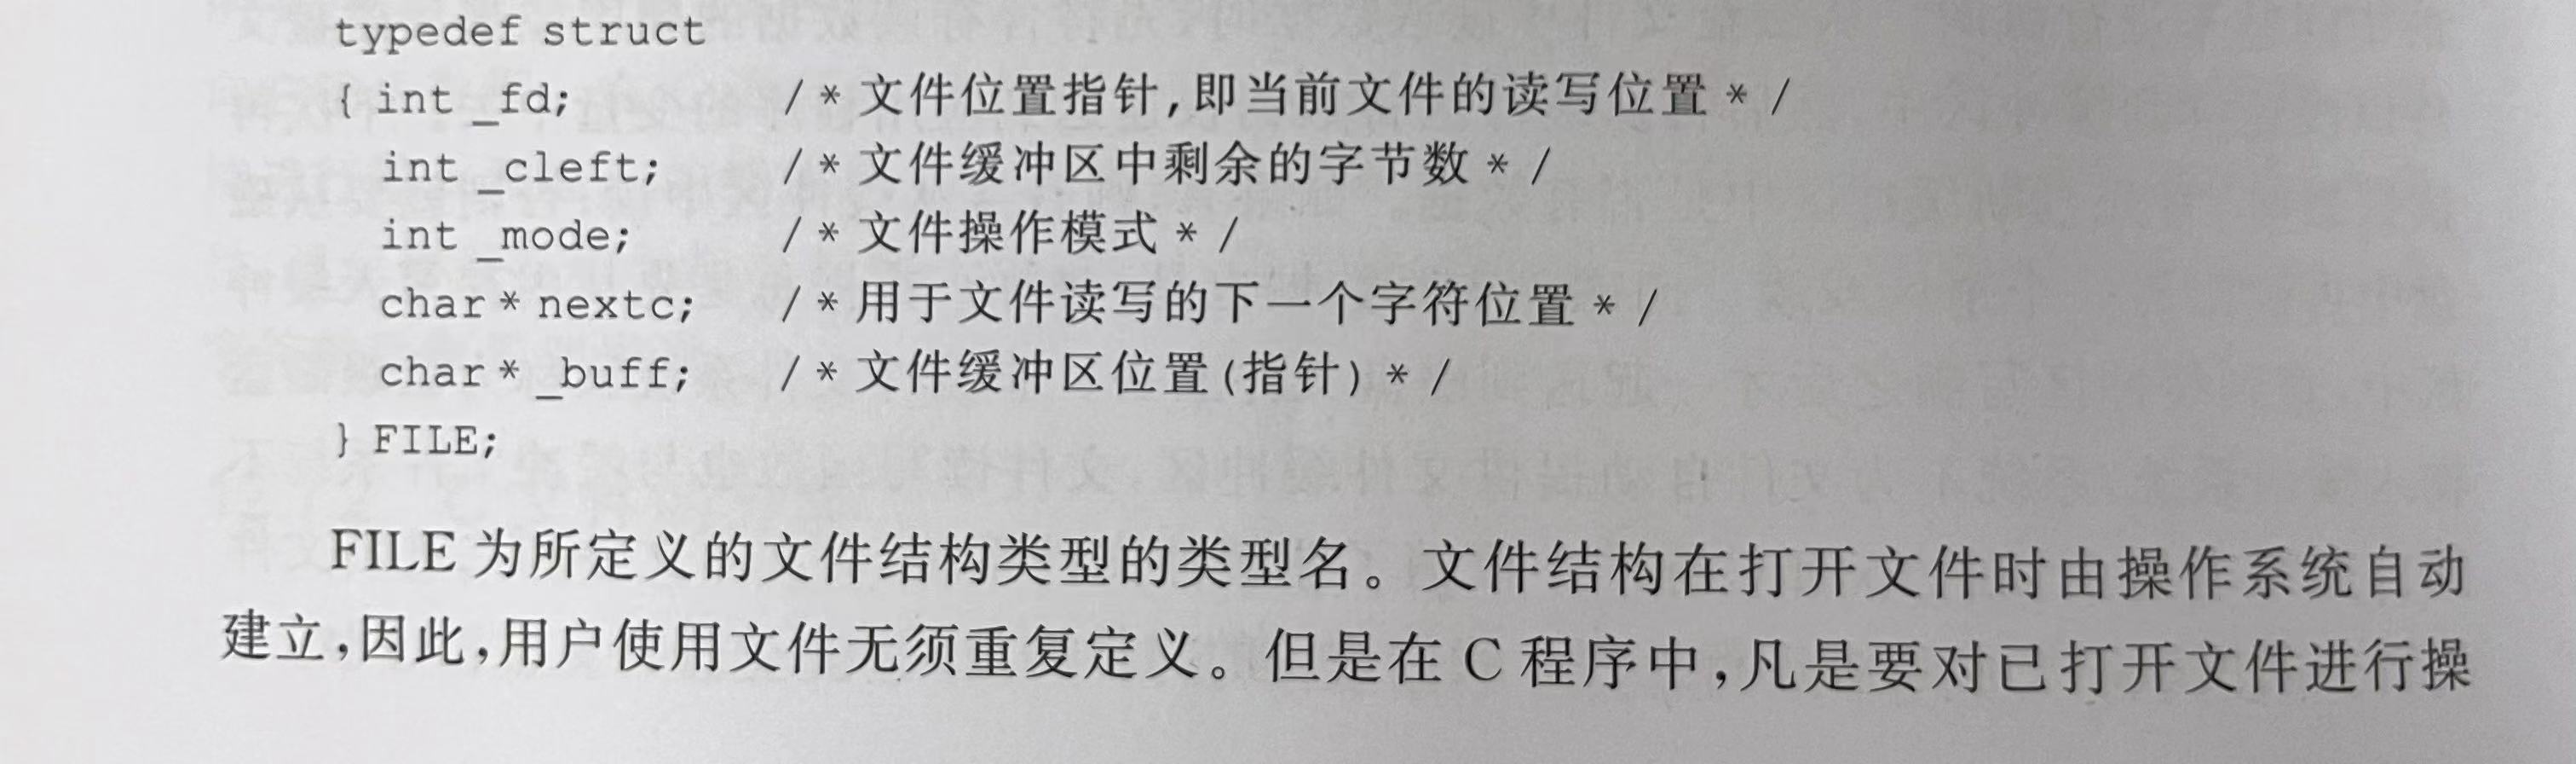 typedef struct
{ int _fd; /* 文件位置指针,即当前文件的读写位置 */
int _cleft; /* 文件缓冲区中剩余的字节数 */
int _mode; /* 文件操作模式 */
char * nextc; /* 用于文件读写的下一个字符位置 */
char * _buff; /* 文件缓冲区位置(指针) */
} FILE;
FILE 为所定义的文件结构类型的类型名。文件结构在打开文件时由操作系统自动
建立,因此,用户使用文件无须重复定义。但是在 C 程序中,凡是要对已打开文件进行操